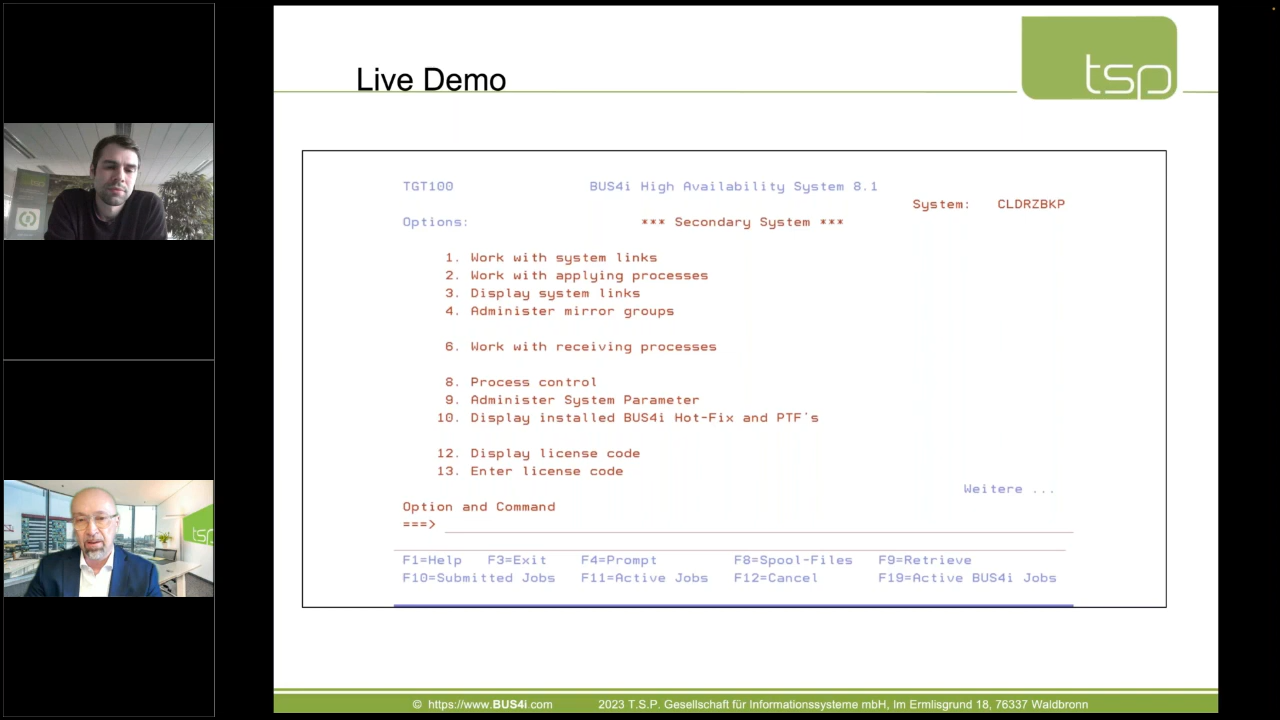 Live Demo
tsp
TGT100 BUS4i High Availability System 8.1
System: CLDRZBKP
Options: *** Secondary System ***
1. Work with system links
2. Work with applying processes
3. Display system links
4. Administer mirror groups
6. Work with receiving processes
8. Process control
9. Administer System Parameter
10. Display installed BUS4i Hot-Fix and PTF's
12. Display license code
13. Enter license code
Weitere ...
Option and Command
===>
F1=Help F3=Exit F4=Prompt F8=Spool-Files F9=Retrieve
F10=Submitted Jobs F11=Active Jobs F12=Cancel F19=Active BUS4i Jobs
tsp
© https://www.BUS4i.com 2023 T.S.P. Gesellschaft für Informationssysteme mbH, Im Ermlisgrund 18, 76337 Waldbronn